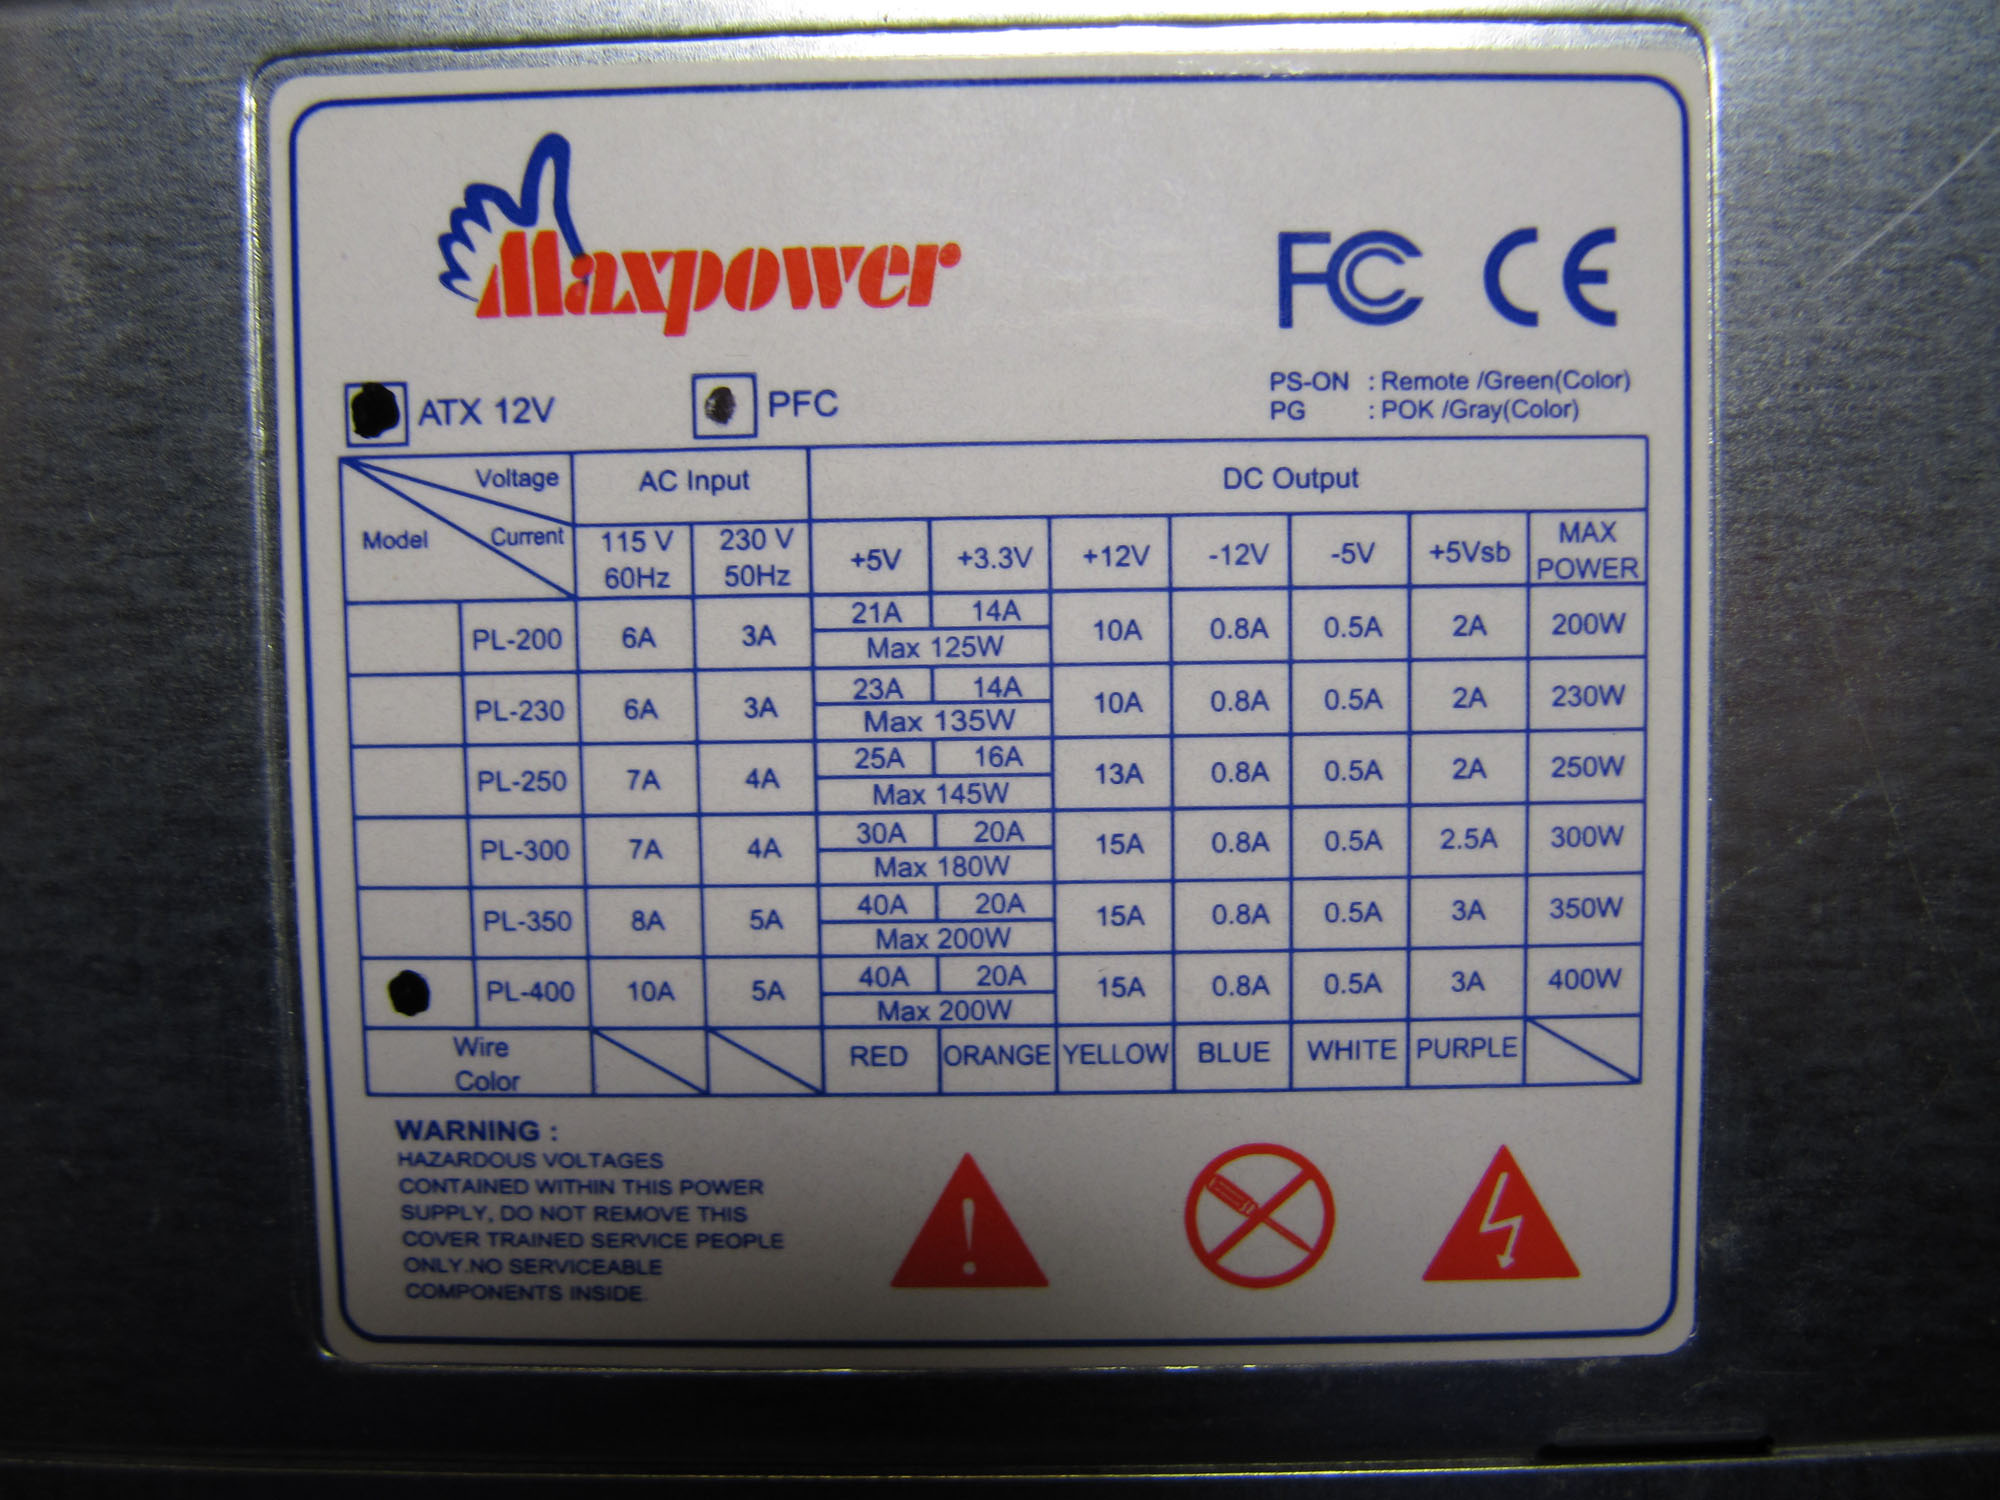 Maxpower
FC CE
ATX 12V
PFC
PS-ON : Remote /Green(Color)
PG : POK /Gray(Color)
Voltage
Current
Model
AC Input
DC Output
115 V 60Hz
230 V 50Hz
+5V
+3.3V
+12V
-12V
-5V
+5Vsb
MAX POWER
PL-200 6A 3A 21A 14A 10A 0.8A 0.5A 2A 200W
Max 125W
PL-230 6A 3A 23A 14A 10A 0.8A 0.5A 2A 230W
Max 135W
PL-250 7A 4A 25A 16A 13A 0.8A 0.5A 2A 250W
Max 145W
PL-300 7A 4A 30A 20A 15A 0.8A 0.5A 2.5A 300W
Max 180W
PL-350 8A 5A 40A 20A 15A 0.8A 0.5A 3A 350W
Max 200W
PL-400 10A 5A 40A 20A 15A 0.8A 0.5A 3A 400W
Max 200W
Wire Color RED ORANGE YELLOW BLUE WHITE PURPLE
WARNING :
HAZARDOUS VOLTAGES
CONTAINED WITHIN THIS POWER
SUPPLY, DO NOT REMOVE THIS
COVER TRAINED SERVICE PEOPLE
ONLY.NO SERVICEABLE
COMPONENTS INSIDE.